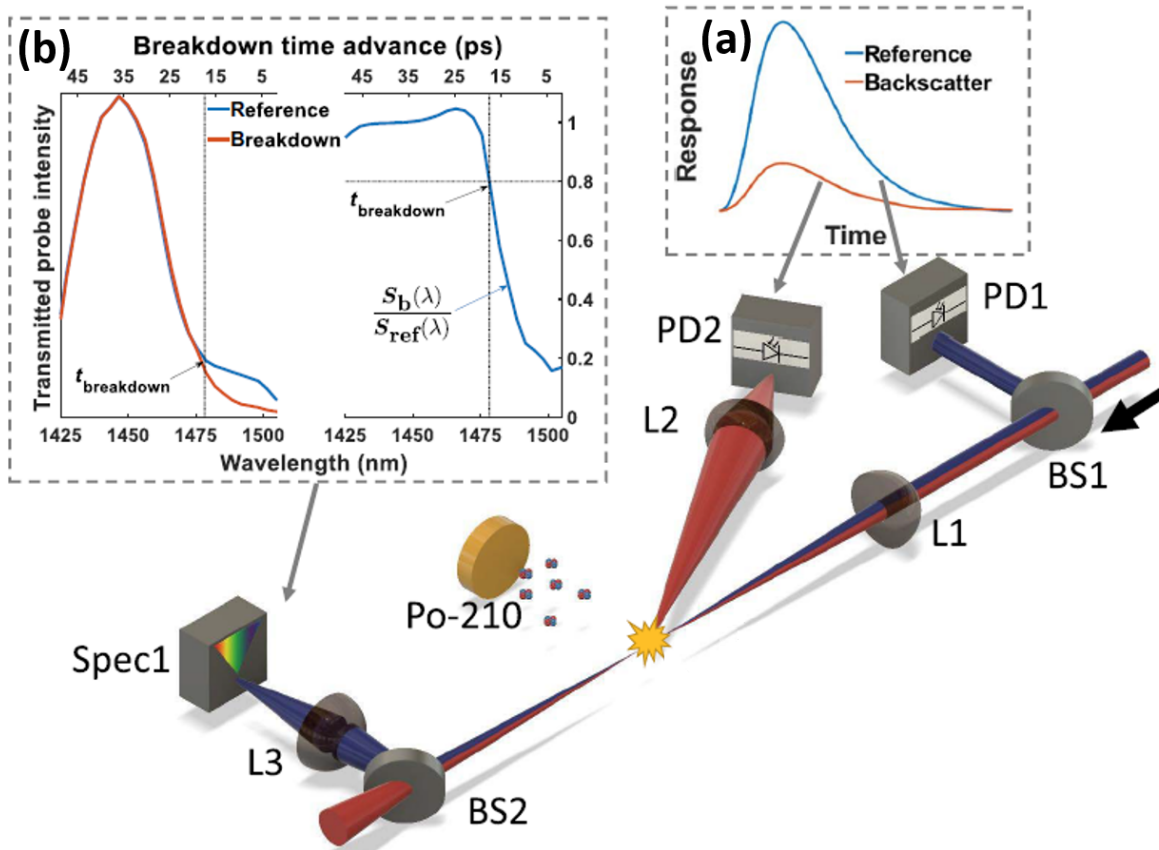 (b)
Breakdown time advance (ps)
45 35 25 15 5 45 35 25 15 5
Reference
Breakdown
Transmitted probe intensity
t breakdown
t breakdown
S_b(λ)
S_ref(λ)
1
0.8
0.6
0.4
0.2
0
1425 1450 1475 1500 1425 1450 1475 1500
Wavelength (nm)
(a)
Reference
Backscatter
Response
Time
PD1
PD2
L2
BS1
L1
Po-210
Spec1
L3
BS2